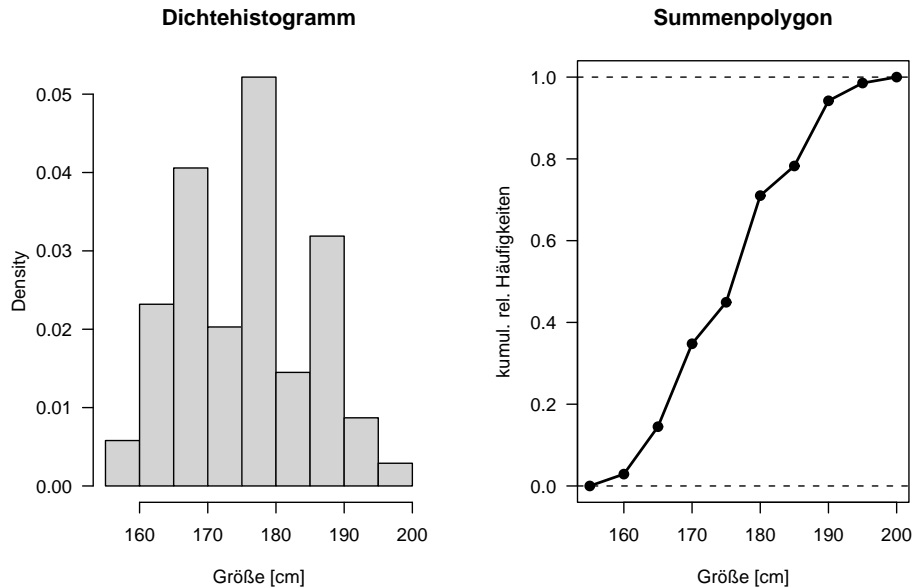 Dichtehistogramm
Density
0.05
0.04
0.03
0.02
0.01
0.00
160 170 180 190 200
Größe [cm]
Summenpolygon
kumul. rel. Häufigkeiten
1.0
0.8
0.6
0.4
0.2
0.0
160 170 180 190 200
Größe [cm]